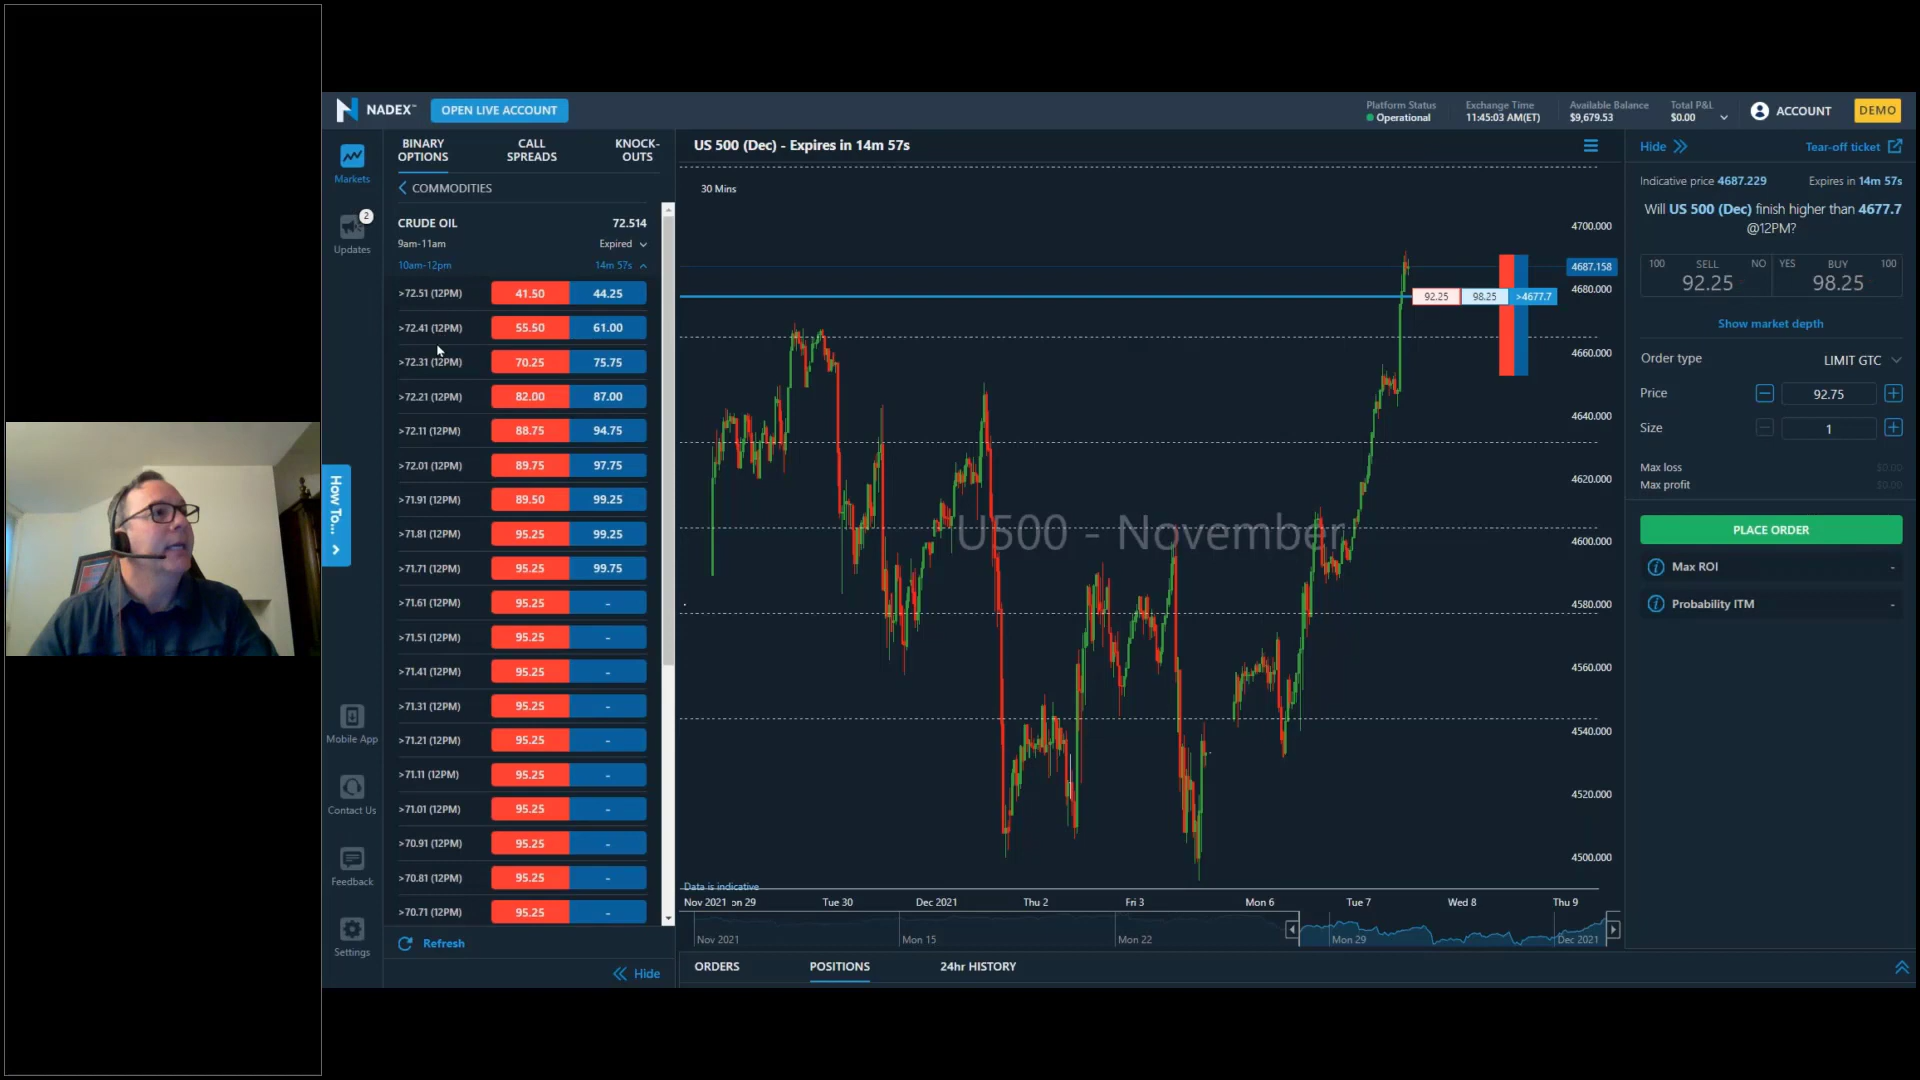 NADEX
OPEN LIVE ACCOUNT
Platform Status
Operational
Exchange Time
11:45:03 AM(ET)
Available Balance
$9,679.53
Total P&L
$0.00
ACCOUNT
DEMO
Markets
2
Updates
How To...
Mobile App
Contact Us
Feedback
Settings
BINARY OPTIONS
CALL SPREADS
KNOCK-OUTS
COMMODITIES
CRUDE OIL 72.514
9am-11am Expired
10am-12pm 14m 57s
>72.51 (12PM) 41.50 44.25
>72.41 (12PM) 55.50 61.00
>72.31 (12PM) 70.25 75.75
>72.21 (12PM) 82.00 87.00
>72.11 (12PM) 88.75 94.75
>72.01 (12PM) 89.75 97.75
>71.91 (12PM) 89.50 99.25
>71.81 (12PM) 95.25 99.25
>71.71 (12PM) 95.25 99.75
>71.61 (12PM) 95.25 -
>71.51 (12PM) 95.25 -
>71.41 (12PM) 95.25 -
>71.31 (12PM) 95.25 -
>71.21 (12PM) 95.25 -
>71.11 (12PM) 95.25 -
>71.01 (12PM) 95.25 -
>70.91 (12PM) 95.25 -
>70.81 (12PM) 95.25 -
>70.71 (12PM) 95.25 -
Refresh
Hide
US 500 (Dec) - Expires in 14m 57s
30 Mins
U500 - November
4700.000
4687.158
4680.000
92.25 98.25 >4677.7
4660.000
4640.000
4620.000
4600.000
4580.000
4560.000
4540.000
4520.000
4500.000
Data is indicative
Nov 2021 on 29 Tue 30 Dec 2021 Thu 2 Fri 3 Mon 6 Tue 7 Wed 8 Thu 9
Nov 2021 Mon 15 Mon 22 Mon 29 Dec 2021
ORDERS POSITIONS 24hr HISTORY
Hide
Tear-off ticket
Indicative price 4687.229 Expires in 14m 57s
Will US 500 (Dec) finish higher than 4677.7
@12PM?
100 SELL NO YES BUY 100
92.25 98.25
Show market depth
Order type LIMIT GTC
Price 92.75
Size 1
Max loss $0.00
Max profit $0.00
PLACE ORDER
Max ROI -
Probability ITM -